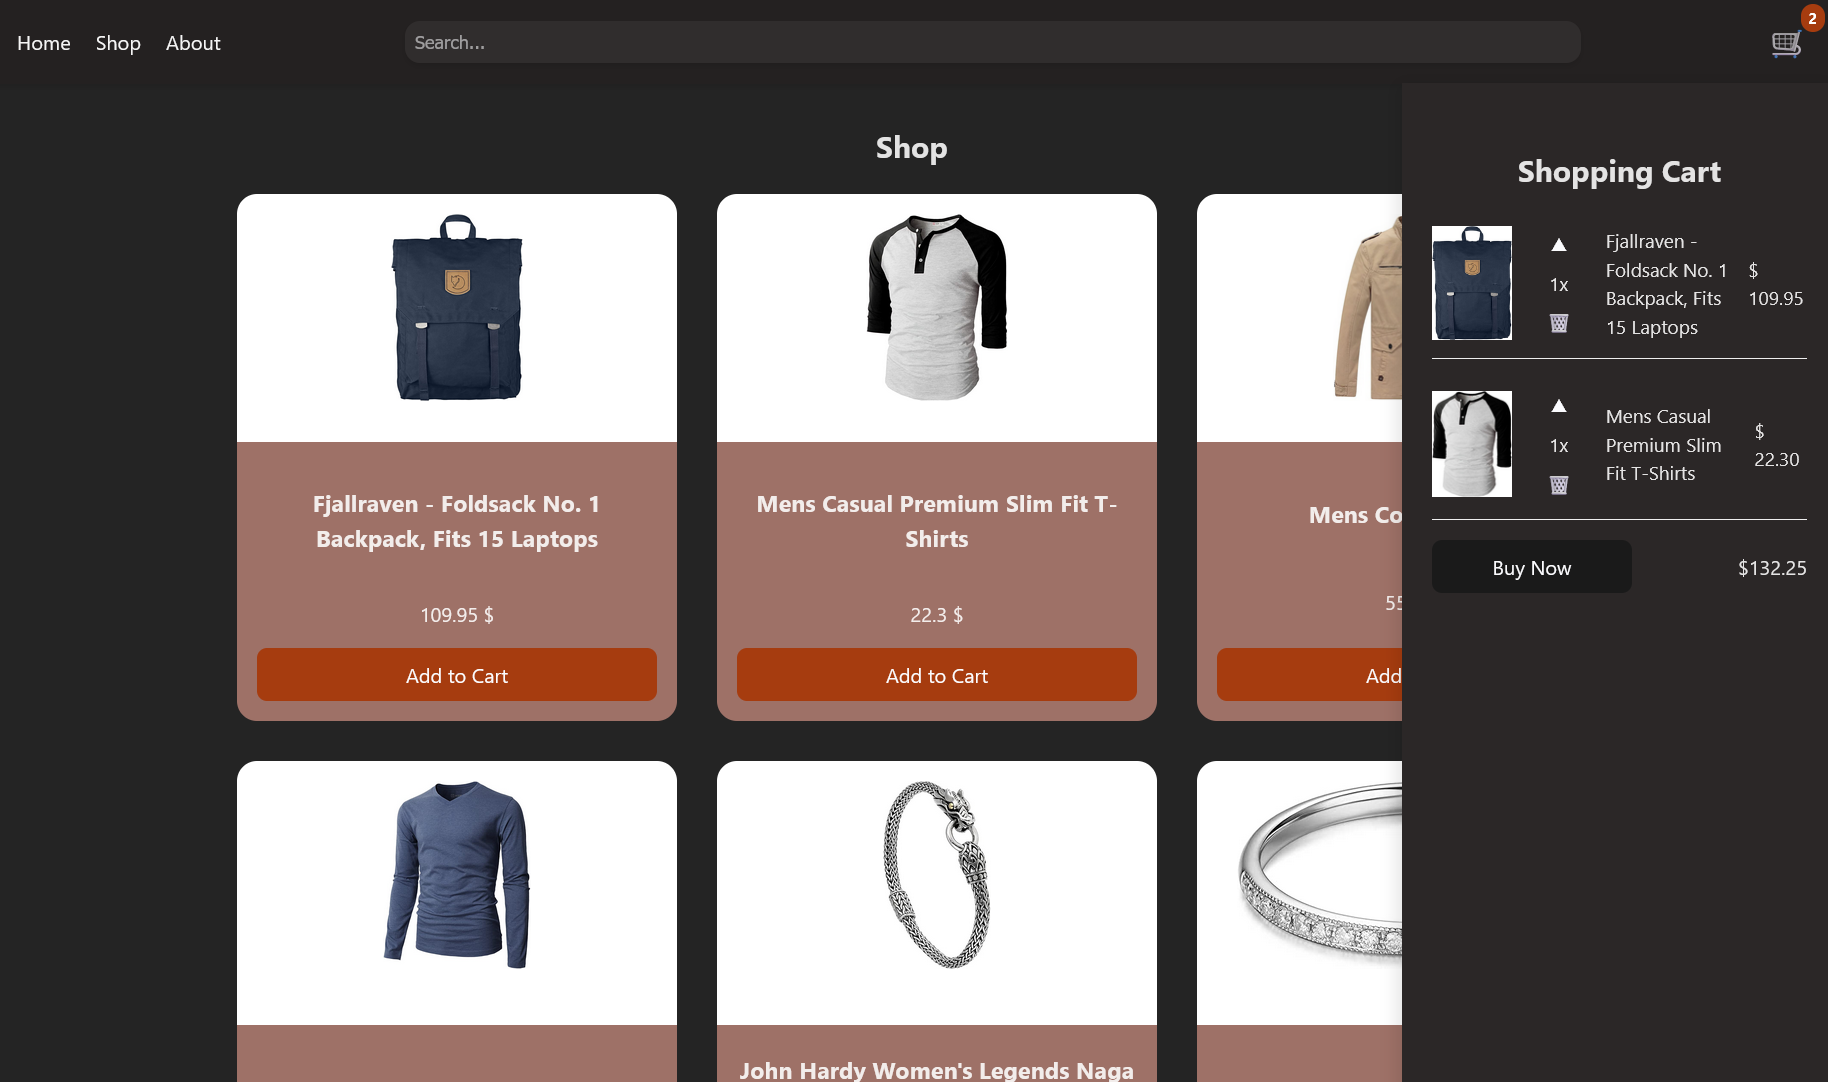 Home
Shop
About
Search...
2
Shop
Fjallraven - Foldsack No. 1
Backpack, Fits 15 Laptops
109.95 $
Add to Cart
Mens Casual Premium Slim Fit T-
Shirts
22.3 $
Add to Cart
Mens Co
55
Add
John Hardy Women's Legends Naga
Shopping Cart
1x
Fjallraven -
Foldsack No. 1
Backpack, Fits
15 Laptops
$
109.95
1x
Mens Casual
Premium Slim
Fit T-Shirts
$
22.30
Buy Now
$132.25